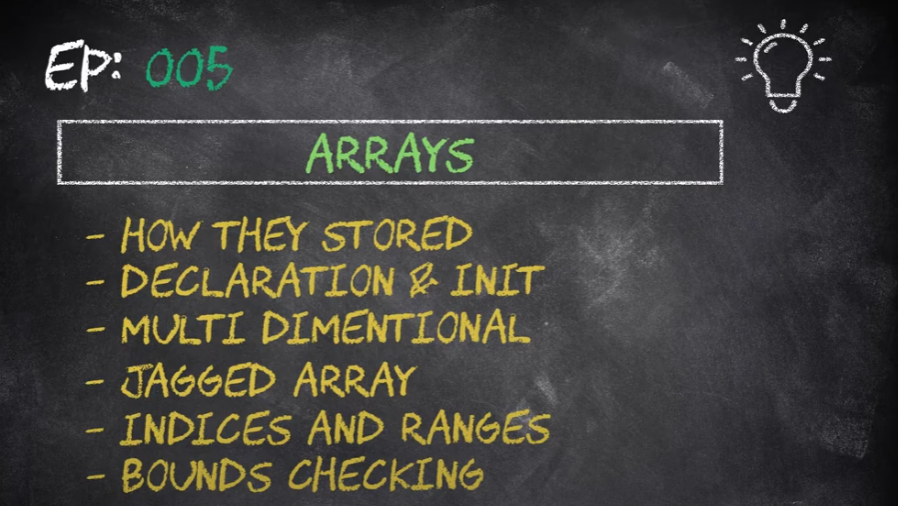 EP: 005
ARRAYS
- HOW THEY STORED
- DECLARATION & INIT
- MULTI DIMENTIONAL
- JAGGED ARRAY
- INDICES AND RANGES
- BOUNDS CHECKING